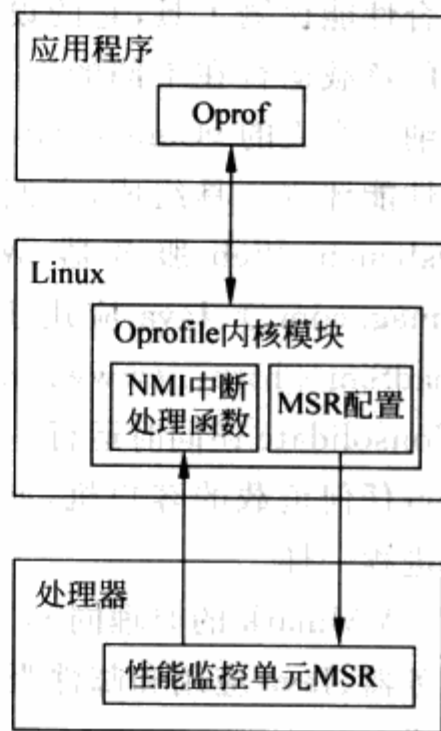 应用程序
Oprof
Linux
Oprofile内核模块
NMI中断
处理函数
MSR配置
处理器
性能监控单元MSR